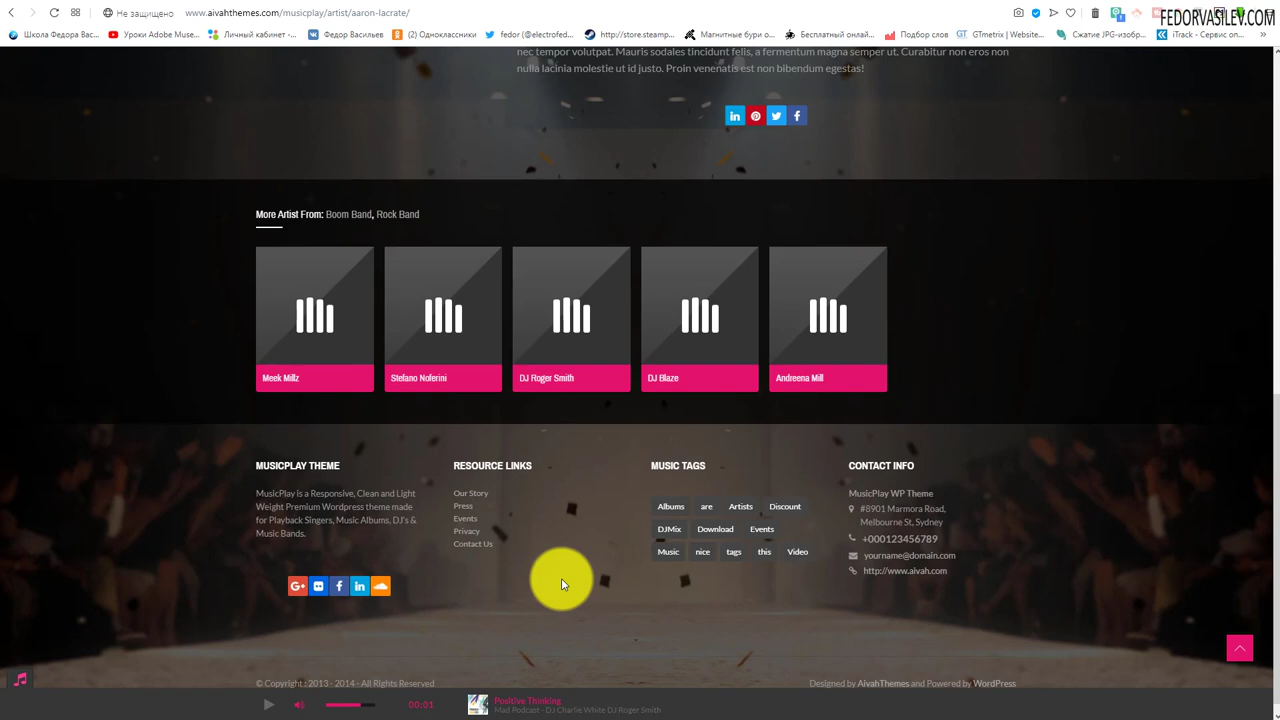 FEDORVASILEV.COM
Не защищено www.aivahthemes.com/musicplay/artist/aaron-lacrate/
Школа Федора Вас... Уроки Adobe Muse... Личный кабинет -... Федор Васильев (2) Одноклассники twitter fedor (@electrofed... http://store.steamp... Магнитные бури о... Бесплатный онлай... Подбор слов GTmetrix | Website... Сжатие JPG-изобр... iTrack - Сервис оп... »
nec tempor volutpat. Mauris sodales tincidunt felis, a fermentum magna semper ut. Curabitur non eros non
nulla lacinia molestie ut id justo. Proin venenatis est non bibendum egestas!
More Artist From: Boom Band, Rock Band
Meek Millz
Stefano Noferini
DJ Roger Smith
DJ Blaze
Andreena Mill
MUSICPLAY THEME
MusicPlay is a Responsive, Clean and Light
Weight Premium Wordpress theme made
for Playback Singers, Music Albums, DJ's &
Music Bands.
RESOURCE LINKS
Our Story
Press
Events
Privacy
Contact Us
MUSIC TAGS
Albums are Artists Discount
DJMix Download Events
Music nice tags this Video
CONTACT INFO
MusicPlay WP Theme
#8901 Marmora Road,
Melbourne St, Sydney
+000123456789
yourname@domain.com
http://www.aivah.com
© Copyright : 2013 - 2014 - All Rights Reserved
Designed by AivahThemes and Powered by WordPress
00:01
Positive Thinking
Mad Podcast - DJ Charlie White DJ Roger Smith